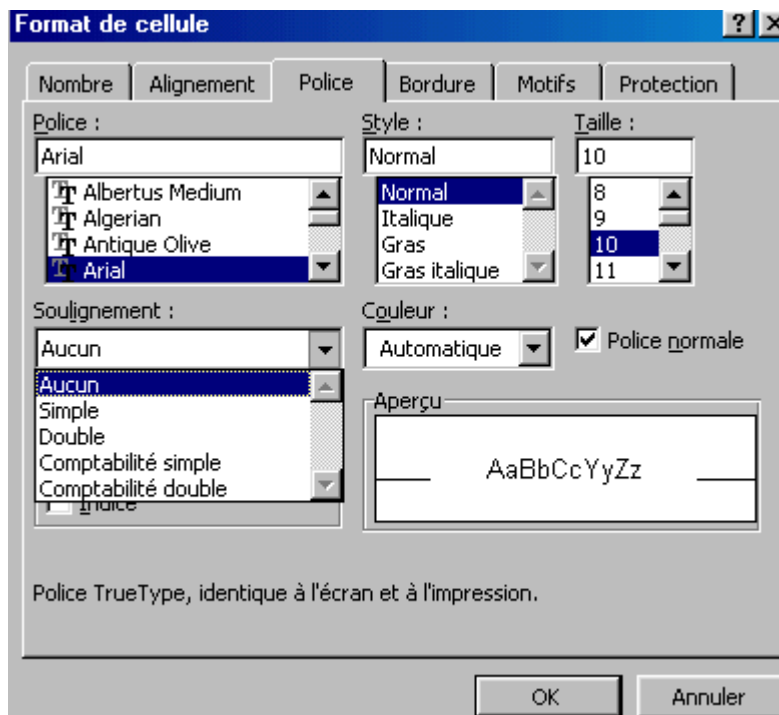 Format de cellule
Nombre Alignement Police Bordure Motifs Protection
Police : Style : Taille :
Arial Normal 10
Albertus Medium Normal 8
Algerian Italique 9
Antique Olive Gras 10
Arial Gras italique 11
Soulignement : Couleur :
Aucun Automatique Police normale
Aucun
Simple Aperçu
Double
Comptabilité simple AaBbCcYyZz
Comptabilité double
Indice
Police TrueType, identique à l'écran et à l'impression.
OK Annuler